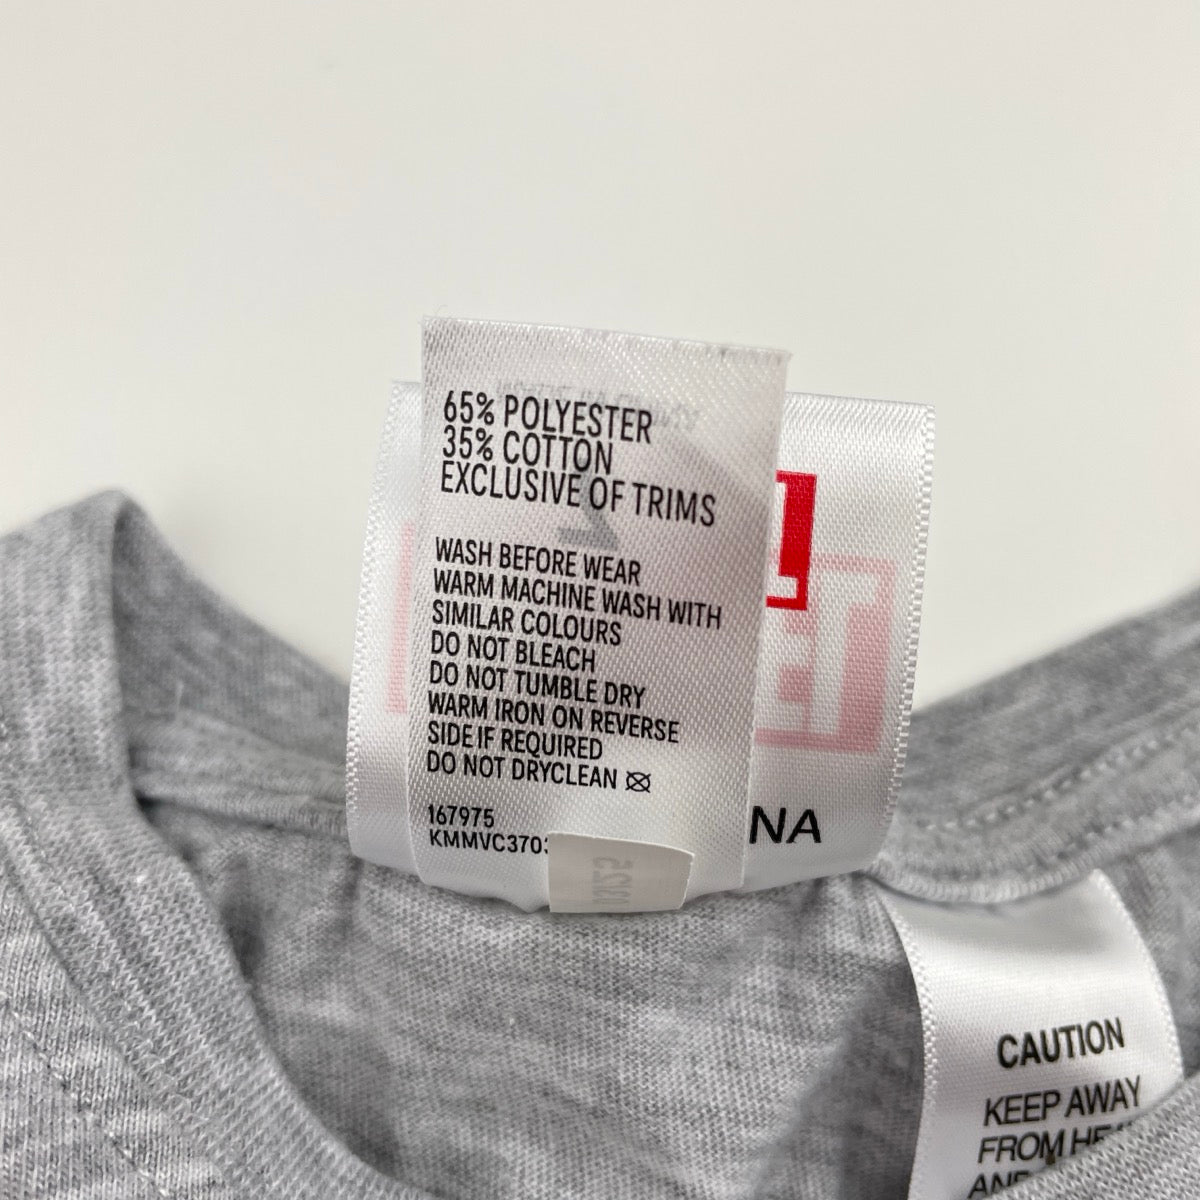 65% POLYESTER
35% COTTON
EXCLUSIVE OF TRIMS
WASH BEFORE WEAR
WARM MACHINE WASH WITH
SIMILAR COLOURS
DO NOT BLEACH
DO NOT TUMBLE DRY
WARM IRON ON REVERSE
SIDE IF REQUIRED
DO NOT DRYCLEAN
167975
KMMVC370
NA
CAUTION
KEEP AWAY
FROM